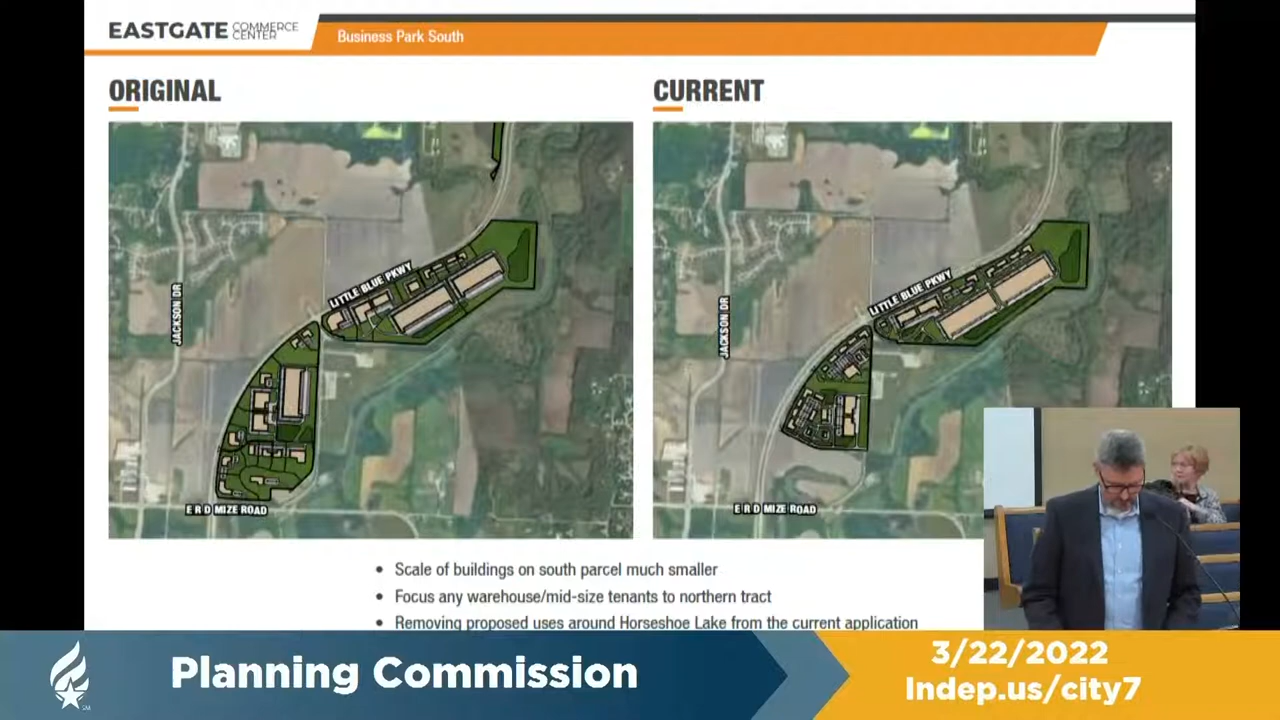 EASTGATE COMMERCE CENTER
Business Park South
ORIGINAL
CURRENT
JACKSON DR
LITTLE BLUE PKWY
E R D MIZE ROAD
JACKSON DR
LITTLE BLUE PKWY
E R D MIZE ROAD
• Scale of buildings on south parcel much smaller
• Focus any warehouse/mid-size tenants to northern tract
• Removing proposed uses around Horseshoe Lake from the current application
Planning Commission
3/22/2022
Indep.us/city7